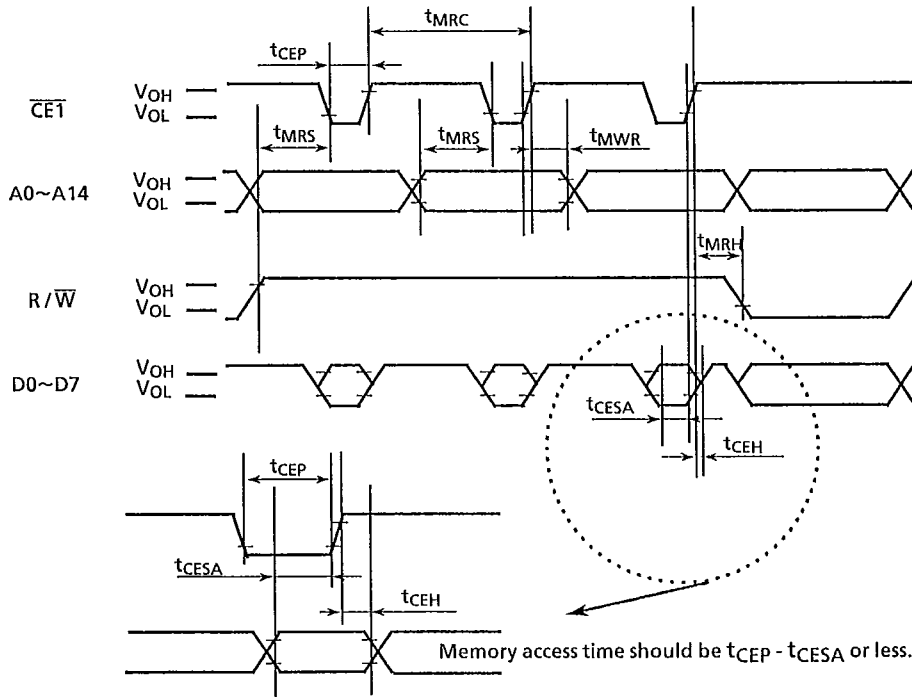 tMRC
tCEP
CE1
VOH
VOL
tMRS
tMRS
tMWR
A0~A14
VOH
VOL
tMRH
R / W
VOH
VOL
D0~D7
VOH
VOL
tCESA
tCEH
tCEP
tCESA
tCEH
Memory access time should be tCEP - tCESA or less.